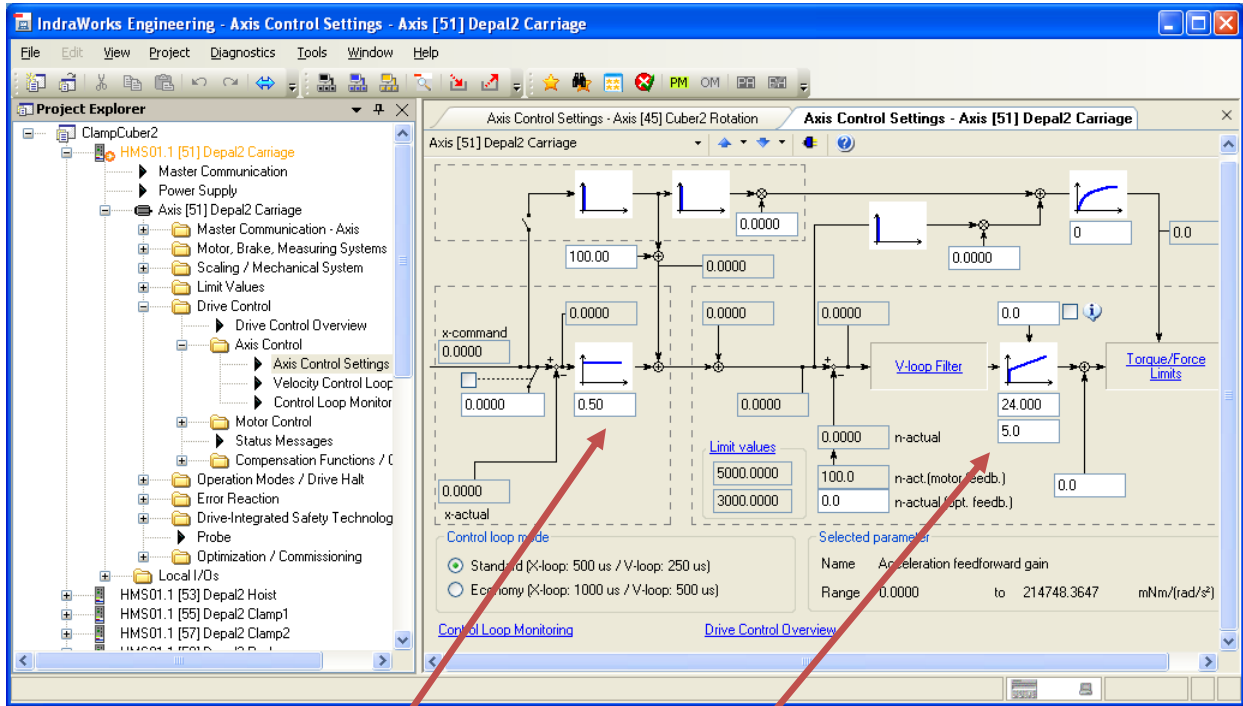 IndraWorks Engineering - Axis Control Settings - Axis [51] Depal2 Carriage
File Edit View Project Diagnostics Tools Window Help
PM OM
Project Explorer
ClampCuber2
HMS01.1 [51] Depal2 Carriage
Master Communication
Power Supply
Axis [51] Depal2 Carriage
Master Communication - Axis
Motor, Brake, Measuring Systems
Scaling / Mechanical System
Limit Values
Drive Control
Drive Control Overview
Axis Control
Axis Control Settings
Velocity Control Loop
Control Loop Monitor
Motor Control
Status Messages
Compensation Functions / C
Operation Modes / Drive Halt
Error Reaction
Drive-Integrated Safety Technolog
Probe
Optimization / Commissioning
Local I/Os
HMS01.1 [53] Depal2 Hoist
HMS01.1 [55] Depal2 Clamp1
HMS01.1 [57] Depal2 Clamp2
Axis Control Settings - Axis [45] Cuber2 Rotation
Axis Control Settings - Axis [51] Depal2 Carriage
Axis [51] Depal2 Carriage
0.0000
0
0.0
100.00
0.0000
0.0000
0.0000
0.0000
0.0000
0.0
x-command
0.0000
V-loop Filter
Torque/Force
Limits
0.0000
0.50
0.0000
24.000
5.0
0.0000
n-actual
Limit values
5000.0000
100.0
n-act.(motor feedb.)
0.0
3000.0000
0.0
n-actual (opt. feedb.)
0.0000
x-actual
Control loop mode
Standard (X-loop: 500 us / V-loop: 250 us)
Economy (X-loop: 1000 us / V-loop: 500 us)
Selected parameter
Name Acceleration feedforward gain
Range 0.0000 to 214748.3647 mNm/(rad/s²)
Control Loop Monitoring
Drive Control Overview